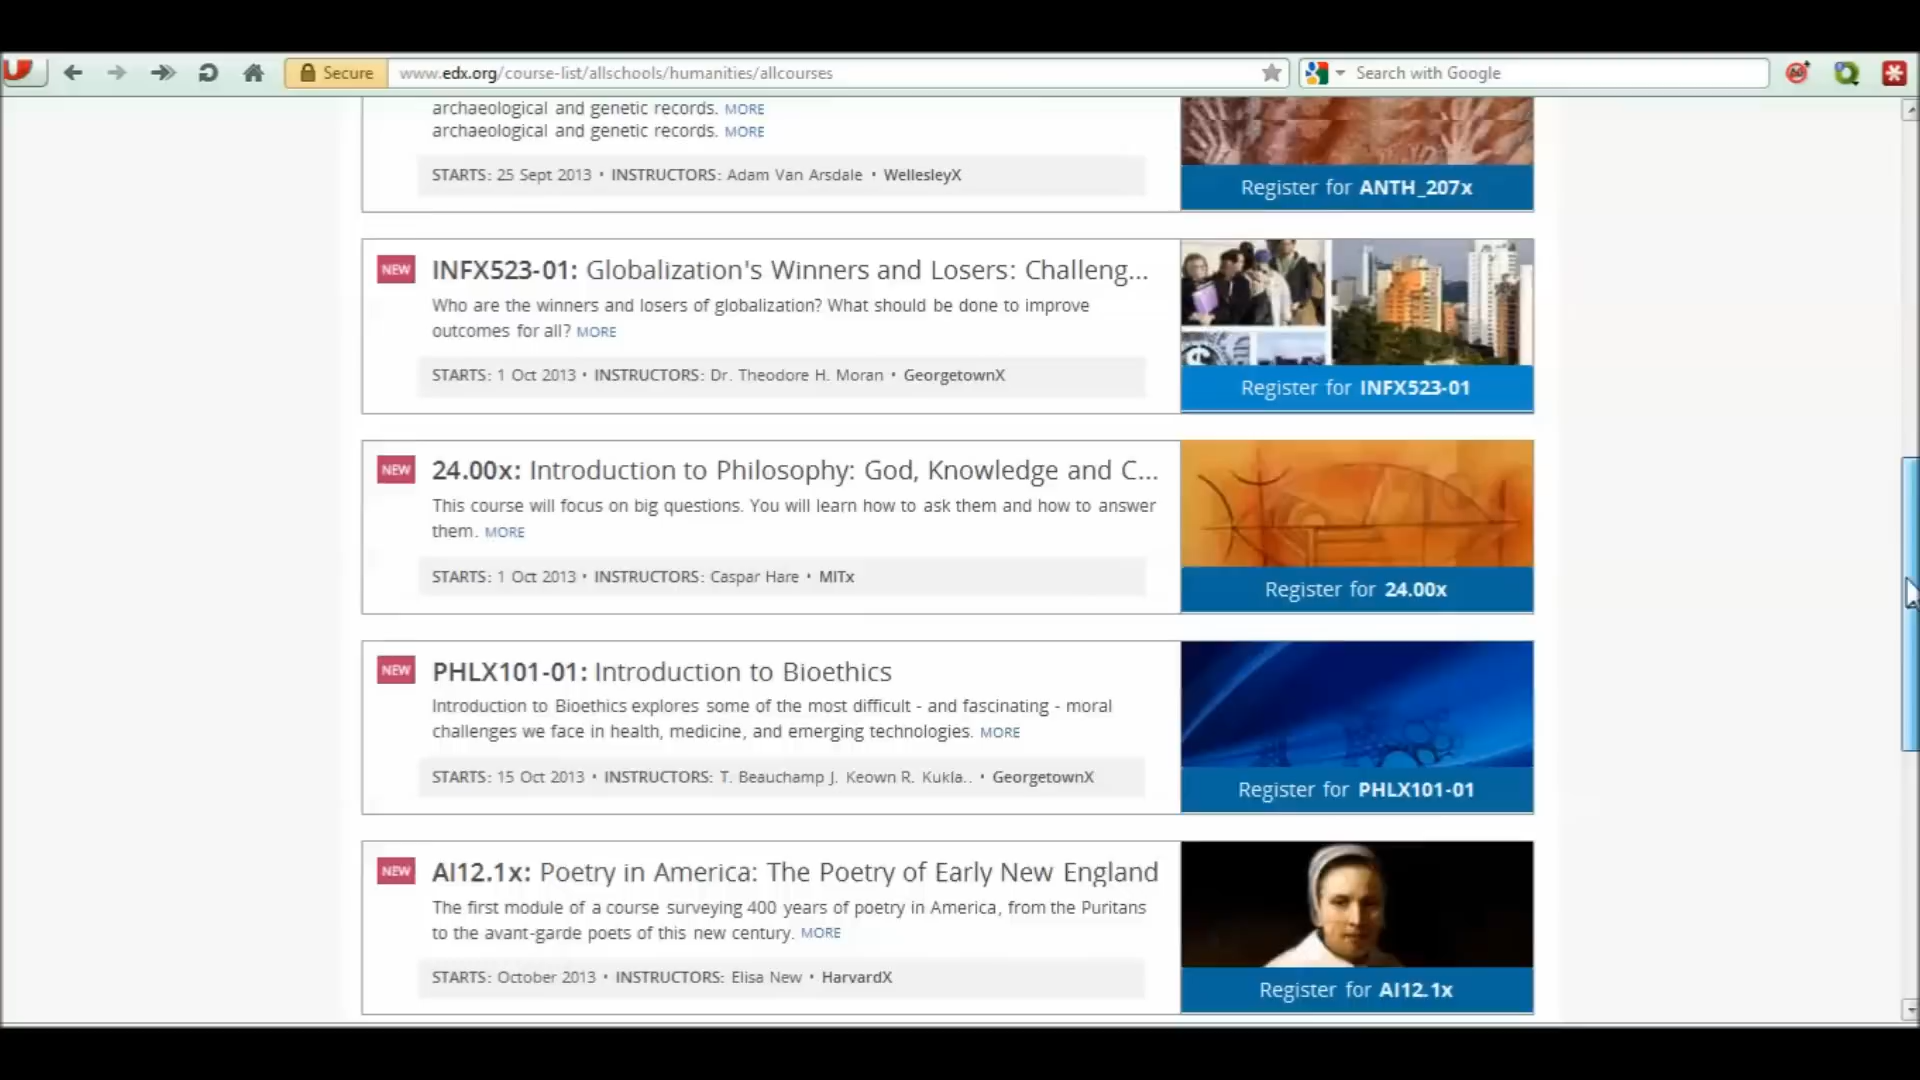 Secure
www.edx.org/course-list/allschools/humanities/allcourses
Search with Google
archaeological and genetic records. MORE
archaeological and genetic records. MORE
STARTS: 25 Sept 2013 • INSTRUCTORS: Adam Van Arsdale • WellesleyX
Register for ANTH_207x
NEW
INFX523-01: Globalization's Winners and Losers: Challeng...
Who are the winners and losers of globalization? What should be done to improve
outcomes for all? MORE
STARTS: 1 Oct 2013 • INSTRUCTORS: Dr. Theodore H. Moran • GeorgetownX
Register for INFX523-01
NEW
24.00x: Introduction to Philosophy: God, Knowledge and C...
This course will focus on big questions. You will learn how to ask them and how to answer
them. MORE
STARTS: 1 Oct 2013 • INSTRUCTORS: Caspar Hare • MITx
Register for 24.00x
NEW
PHLX101-01: Introduction to Bioethics
Introduction to Bioethics explores some of the most difficult - and fascinating - moral
challenges we face in health, medicine, and emerging technologies. MORE
STARTS: 15 Oct 2013 • INSTRUCTORS: T. Beauchamp J. Keown R. Kukla.. • GeorgetownX
Register for PHLX101-01
NEW
AI12.1x: Poetry in America: The Poetry of Early New England
The first module of a course surveying 400 years of poetry in America, from the Puritans
to the avant-garde poets of this new century. MORE
STARTS: October 2013 • INSTRUCTORS: Elisa New • HarvardX
Register for AI12.1x